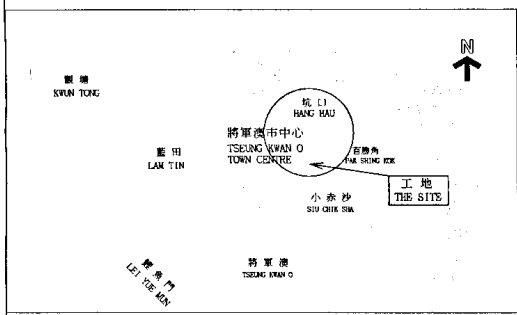 N
觀塘
KWUN TONG
坑口
HANG HAU
將軍澳市中心
TSEUNG KWAN O
TOWN CENTRE
藍田
LAM TIN
百勝角
PAK SHING KOK
工地
THE SITE
小赤沙
SIU CHIK SHA
將軍澳
TSEUNG KWAN O
鯉魚門
LEI YUE MUN